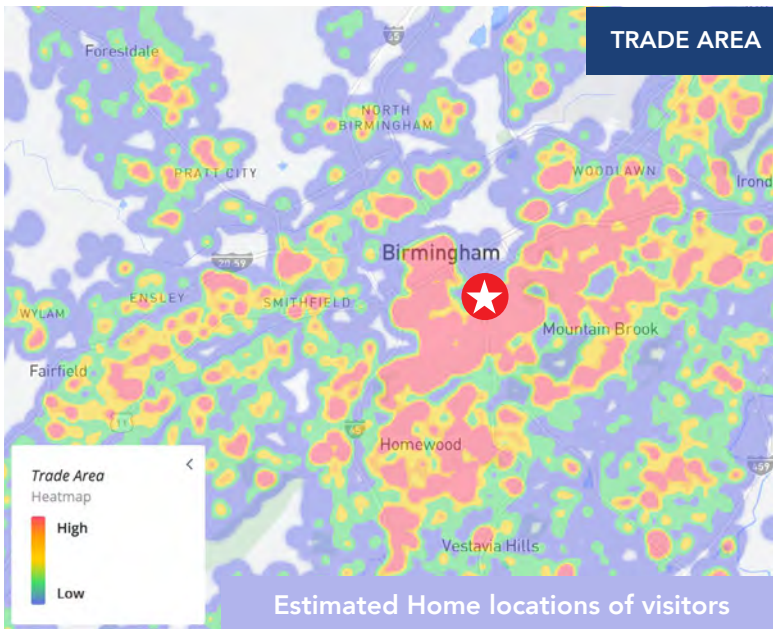 TRADE AREA
Forestdale
65
NORTH
BIRMINGHAM
PRATT CITY
WOODLAWN
Irond
Birmingham
20 59
ENSLEY
SMITHFIELD
WYLAM
Mountain Brook
Fairfield
11
65
Homewood
459
Vestavia Hills
Trade Area
Heatmap
High
Low
Estimated Home locations of visitors